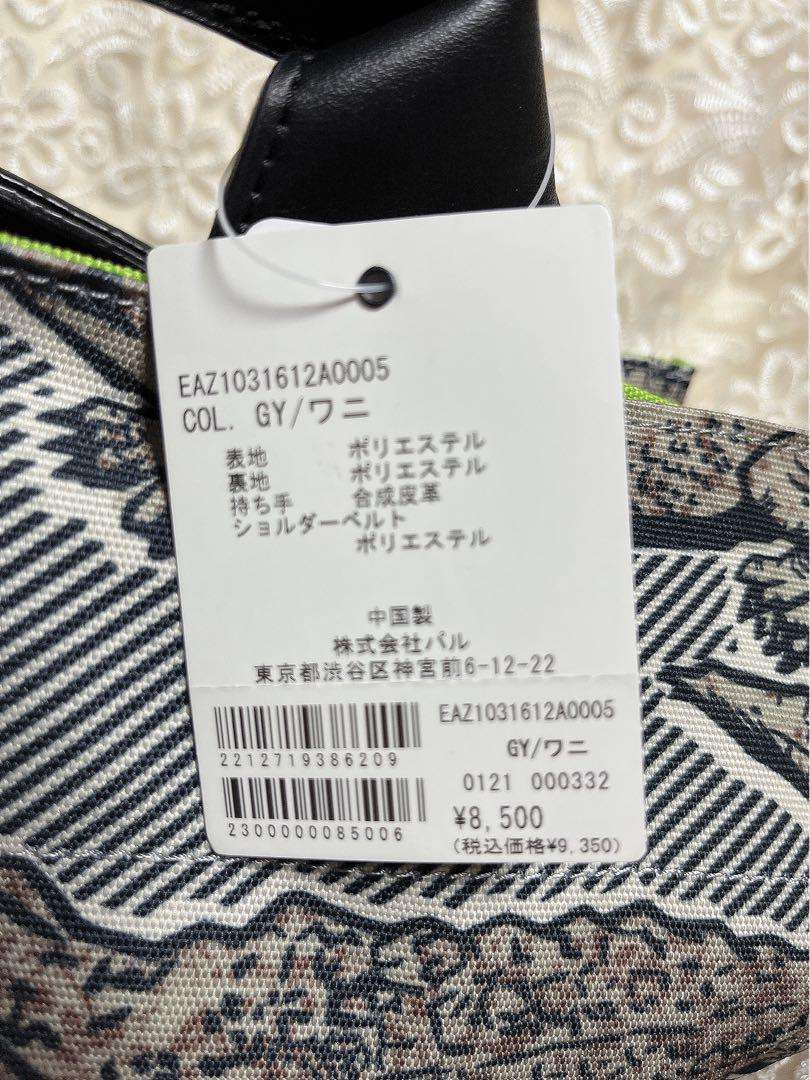 EAZ1031612A0005
COL. GY/ワニ
表地 ポリエステル
裏地 ポリエステル
持ち手 合成皮革
ショルダーベルト
ポリエステル
中国製
株式会社パル
東京都渋谷区神宮前6-12-22
EAZ1031612A0005
2212719386209
GY/ワニ
0121 000332
2300000085006
¥8,500
(税込価格¥9,350)